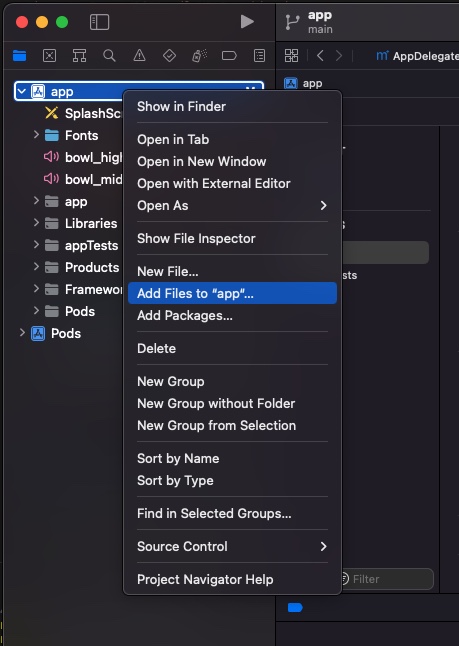 app
main
AppDelegate
app
app
SplashSc
Show in Finder
Fonts
Open in Tab
bowl_hig
Open in New Window
bowl_mid
Open with External Editor
app
Open As
Libraries
appTests
Show File Inspector
Products
New File...
sts
Framewor
Add Files to “app“...
Pods
Add Packages...
Pods
Delete
New Group
New Group without Folder
New Group from Selection
Sort by Name
Sort by Type
Find in Selected Groups...
Source Control
Project Navigator Help
Filter